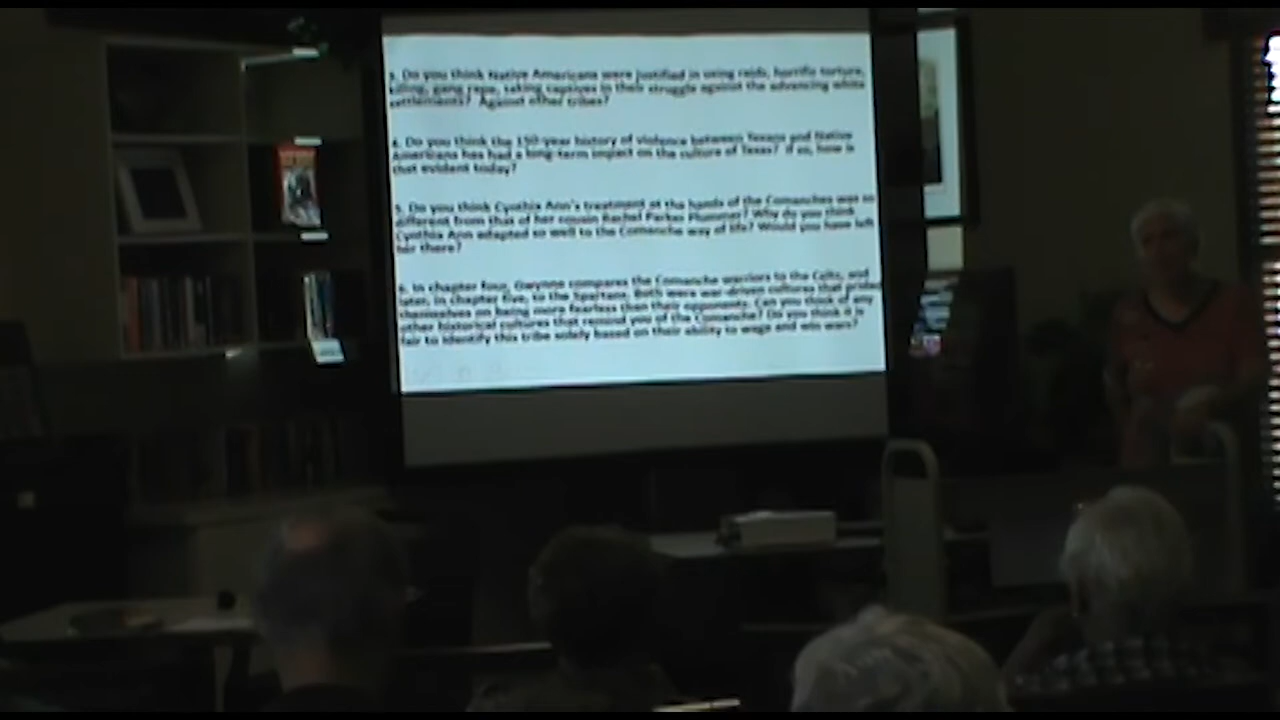 3. Do you think Native Americans were justified in using raids, horrific torture,
killing, gang rape, taking captives in their struggle against the advancing white
settlements? Against other tribes?
4. Do you think the 150-year history of violence between Texans and Native
Americans has had a long-term impact on the culture of Texas? If so, how is
that evident today?
5. Do you think Cynthia Ann's treatment at the hands of the Comanches was so
different from that of her cousin Rachel Parker Plummer? Why do you think
Cynthia Ann adapted so well to the Comanche way of life? Would you have left
her there?
6. In chapter four, Gwynne compares the Comanche warriors to the Celts, and
later, in chapter five, to the Spartans. Both were war-driven cultures that
themselves on being more fearless than their opponents. Can you think of any
other historical cultures that remind you of the Comanche? Do you think it is
fair to identify this tribe solely based on their ability to wage and win wars?